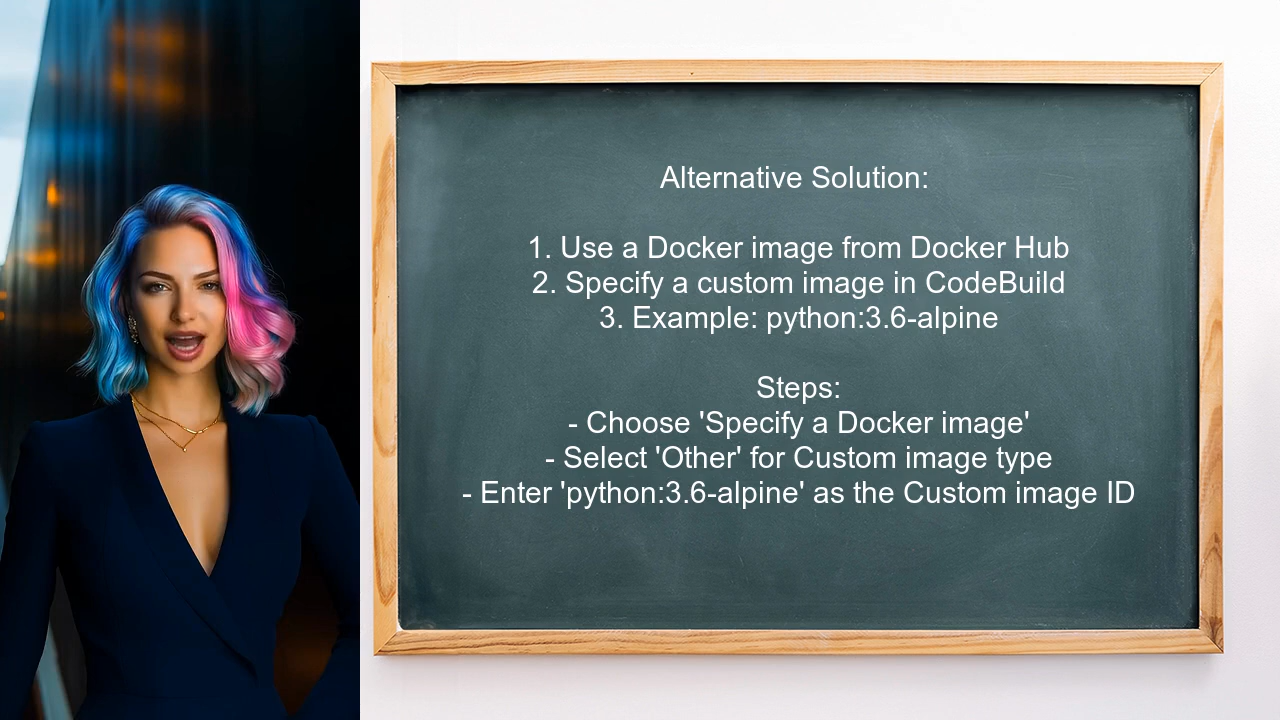 Alternative Solution:
1. Use a Docker image from Docker Hub
2. Specify a custom image in CodeBuild
3. Example: python:3.6-alpine
Steps:
- Choose 'Specify a Docker image'
- Select 'Other' for Custom image type
- Enter 'python:3.6-alpine' as the Custom image ID